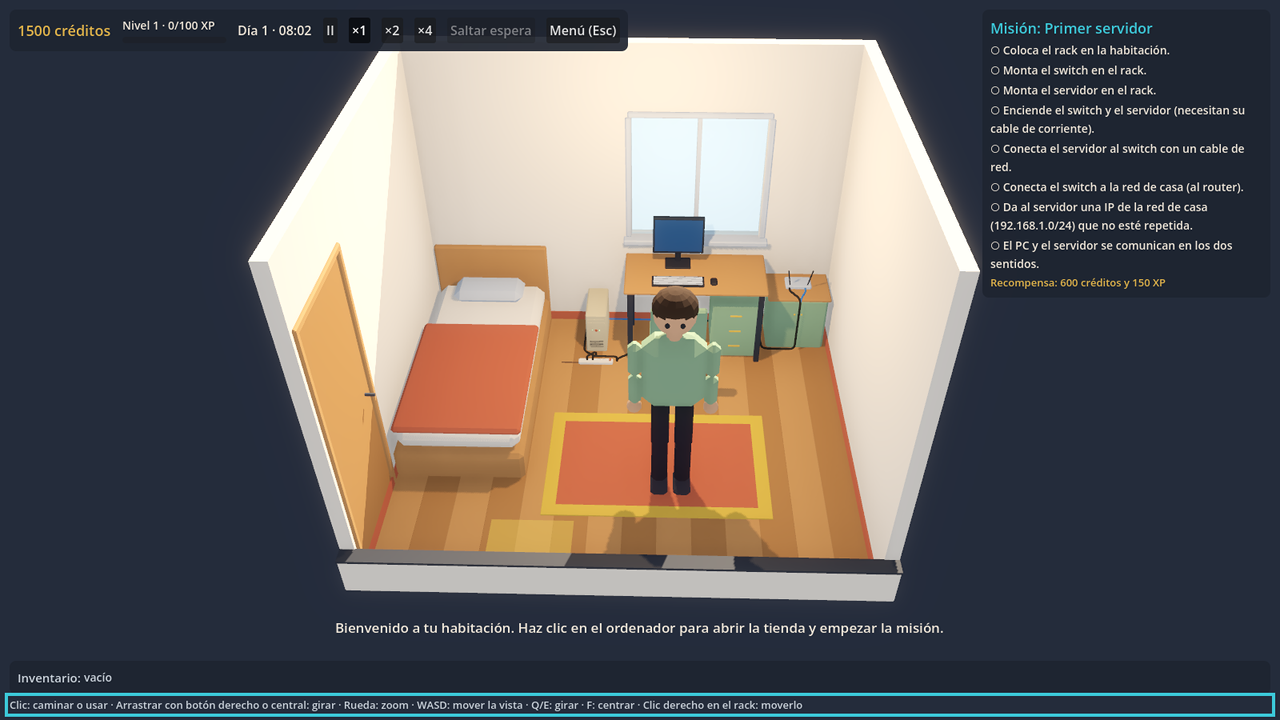 1500 créditos
Nivel 1 · 0/100 XP
Día 1 · 08:02
II
×1
×2
×4
Saltar espera
Menú (Esc)
Misión: Primer servidor
○ Coloca el rack en la habitación.
○ Monta el switch en el rack.
○ Monta el servidor en el rack.
○ Enciende el switch y el servidor (necesitan su
cable de corriente).
○ Conecta el servidor al switch con un cable de
red.
○ Conecta el switch a la red de casa (al router).
○ Da al servidor una IP de la red de casa
(192.168.1.0/24) que no esté repetida.
○ El PC y el servidor se comunican en los dos
sentidos.
Recompensa: 600 créditos y 150 XP
Bienvenido a tu habitación. Haz clic en el ordenador para abrir la tienda y empezar la misión.
Inventario: vacío
Clic: caminar o usar · Arrastrar con botón derecho o central: girar · Rueda: zoom · WASD: mover la vista · Q/E: girar · F: centrar · Clic derecho en el rack: moverlo